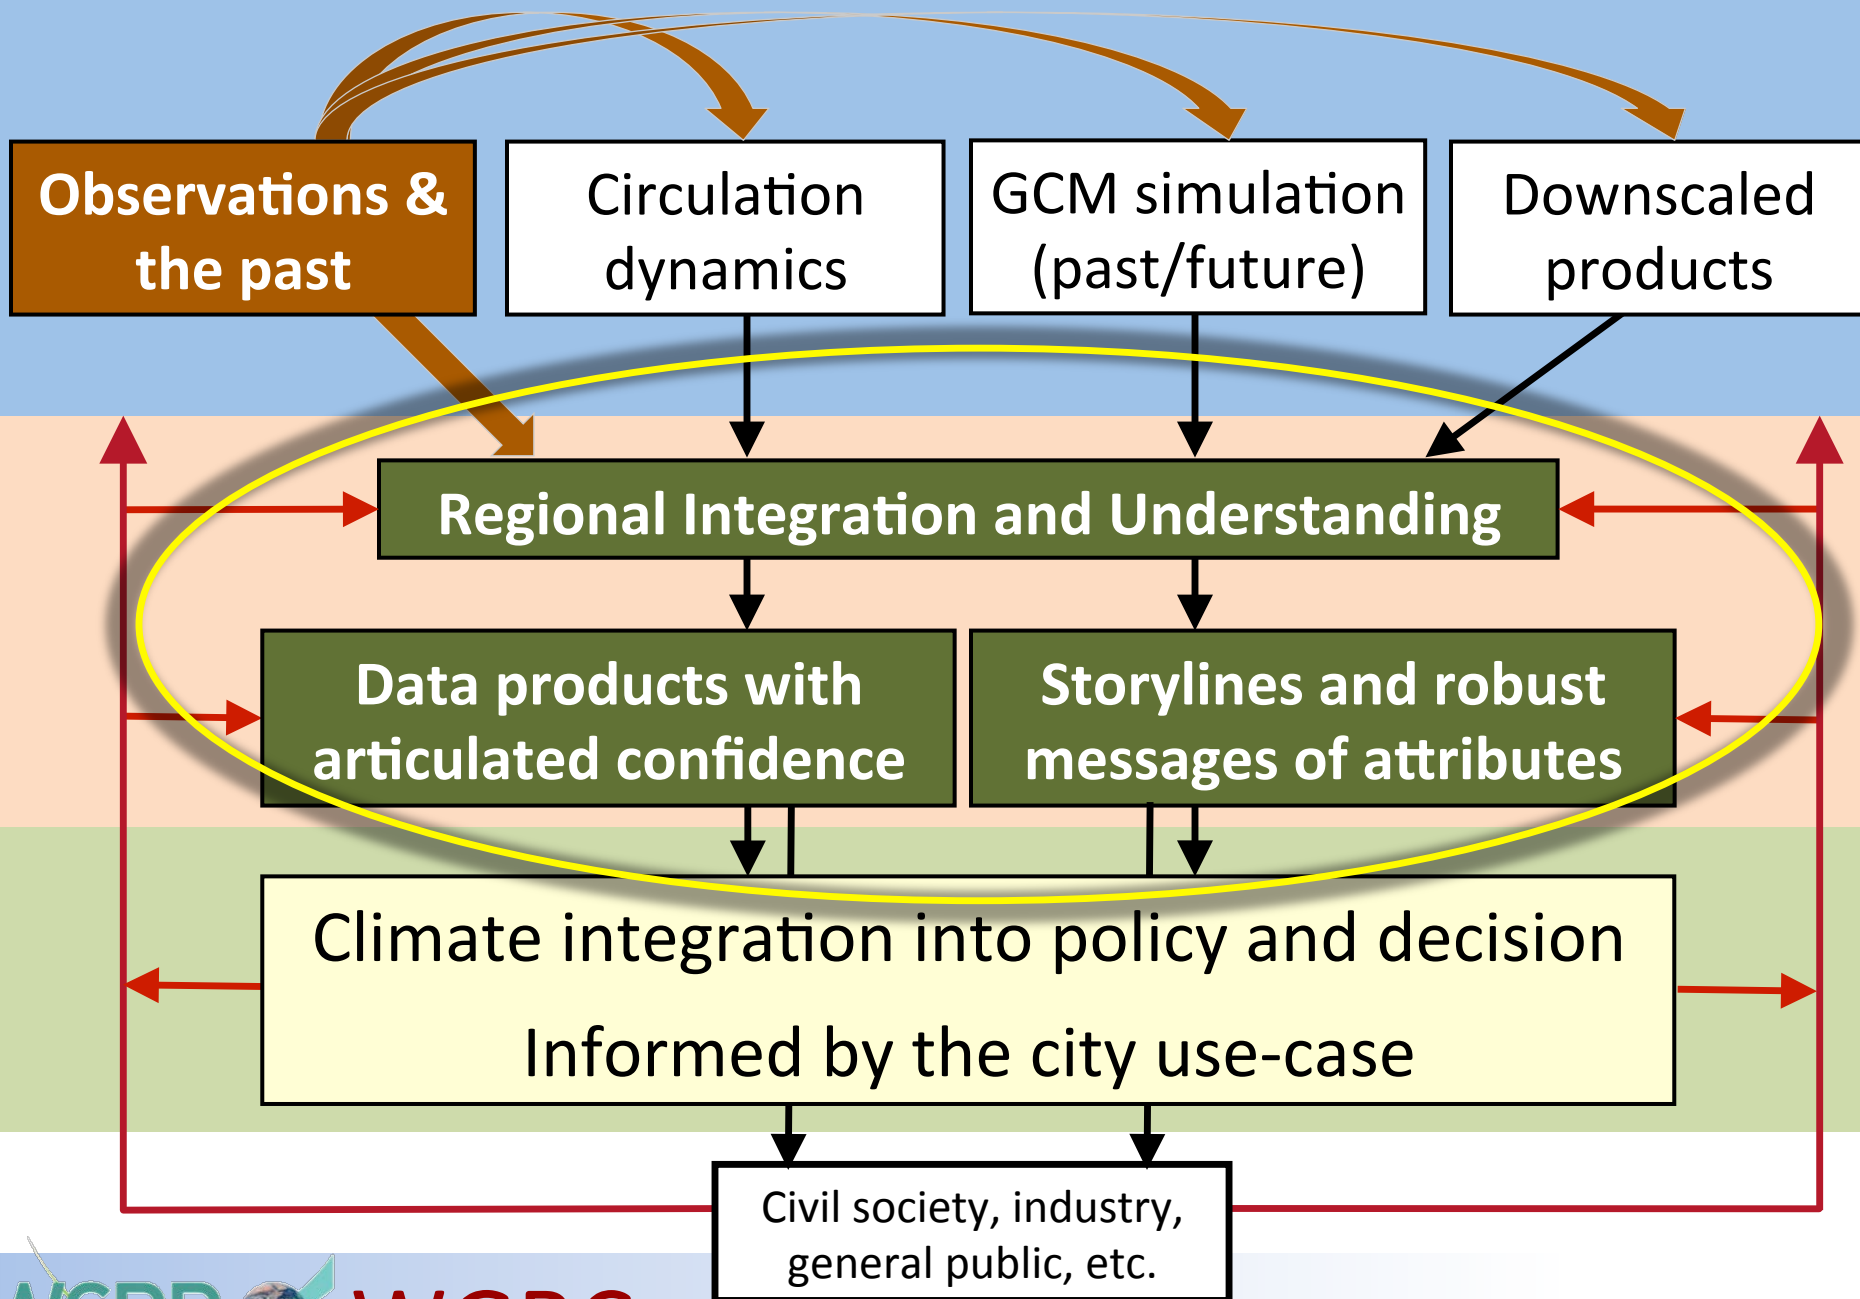 Observations &
the past
Circulation
dynamics
GCM simulation
(past/future)
Downscaled
products
Regional Integration and Understanding
Data products with
articulated confidence
Storylines and robust
messages of attributes
Climate integration into policy and decision
Informed by the city use-case
Civil society, industry,
general public, etc.